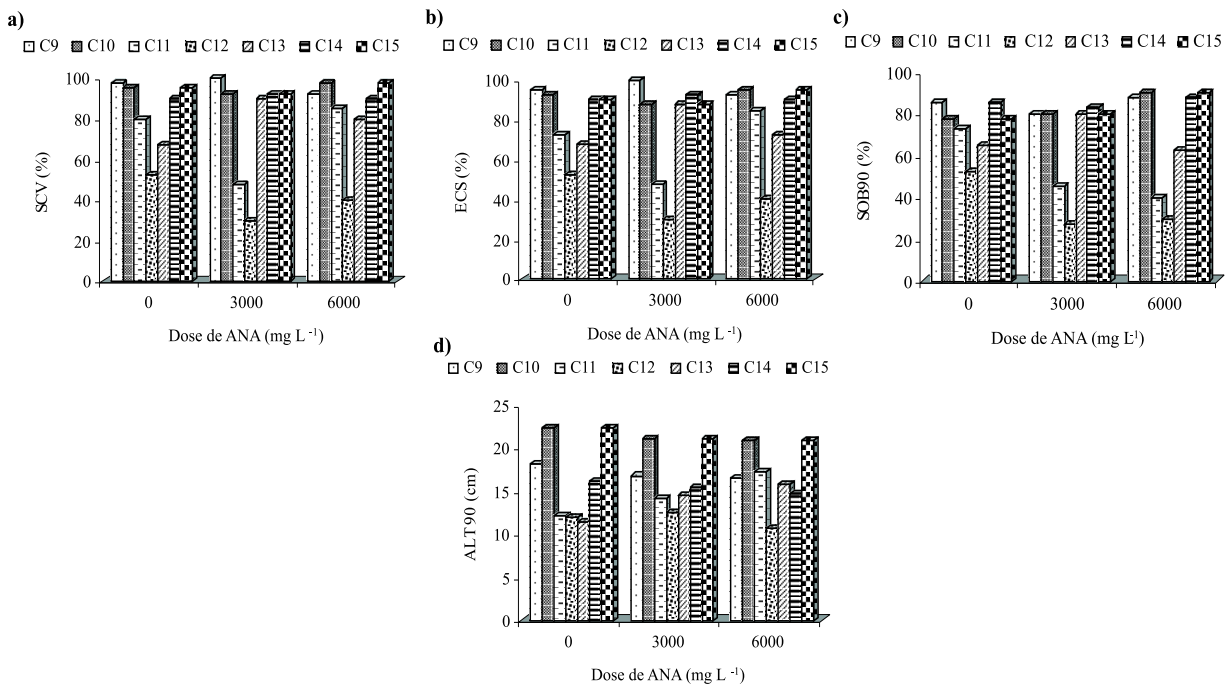 a)
C9 C10 C11 C12 C13 C14 C15
SCV (%)
100
80
60
40
20
0
0 3000 6000
Dose de ANA (mg L -1)
b)
C9 C10 C11 C12 C13 C14 C15
ECS (%)
100
80
60
40
20
0
0 3000 6000
Dose de ANA (mg L -1)
c)
C9 C10 C11 C12 C13 C14 C15
SOB90 (%)
100
80
60
40
20
0
0 3000 6000
Dose de ANA (mg L-1)
d)
C9 C10 C11 C12 C13 C14 C15
ALT90 (cm)
25
20
15
10
5
0
0 3000 6000
Dose de ANA (mg L -1)